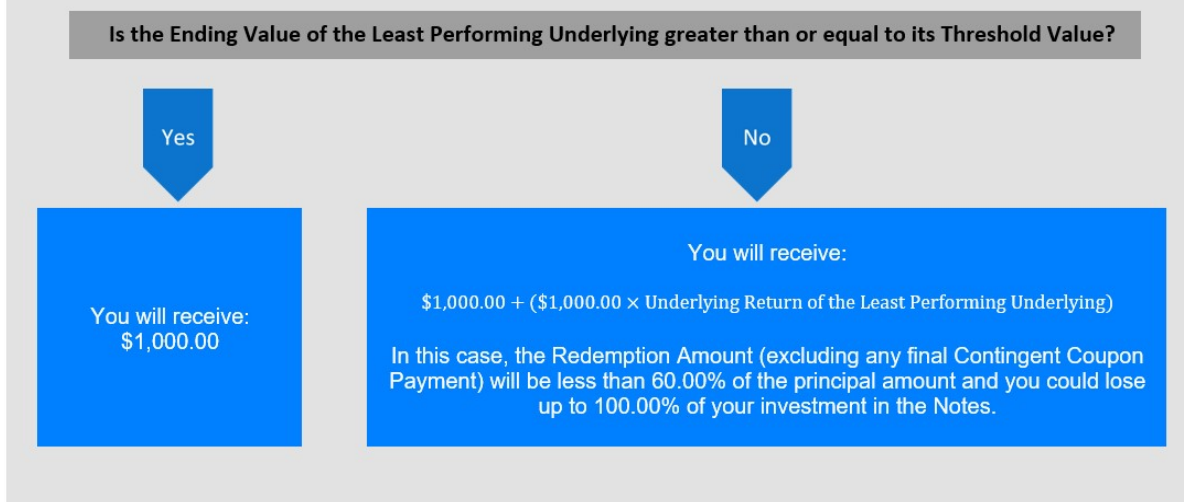 Is the Ending Value of the Least Performing Underlying greater than or equal to its Threshold Value?
Yes
No
You will receive:
$1,000.00
You will receive:
$1,000.00 + ($1,000.00 × Underlying Return of the Least Performing Underlying)
In this case, the Redemption Amount (excluding any final Contingent Coupon
Payment) will be less than 60.00% of the principal amount and you could lose
up to 100.00% of your investment in the Notes.